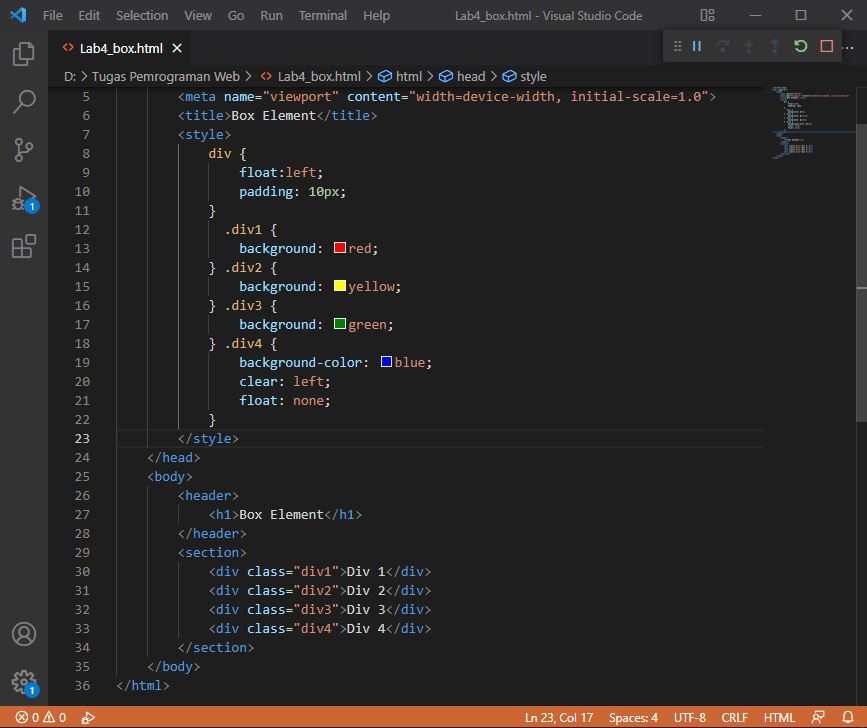 File Edit Selection View Go Run Terminal Help Lab4_box.html - Visual Studio Code
<> Lab4_box.html ×
D: > Tugas Pemrograman Web > <> Lab4_box.html > html > head > style
5 <meta name="viewport" content="width=device-width, initial-scale=1.0">
6 <title>Box Element</title>
7 <style>
8 div {
9 float:left;
10 padding: 10px;
11 }
12 .div1 {
13 background: red;
14 } .div2 {
15 background: yellow;
16 } .div3 {
17 background: green;
18 } .div4 {
19 background-color: blue;
20 clear: left;
21 float: none;
22 }
23 </style>
24 </head>
25 <body>
26 <header>
27 <h1>Box Element</h1>
28 </header>
29 <section>
30 <div class="div1">Div 1</div>
31 <div class="div2">Div 2</div>
32 <div class="div3">Div 3</div>
33 <div class="div4">Div 4</div>
34 </section>
35 </body>
36 </html>
1
1
0 0 Ln 23, Col 17 Spaces: 4 UTF-8 CRLF HTML